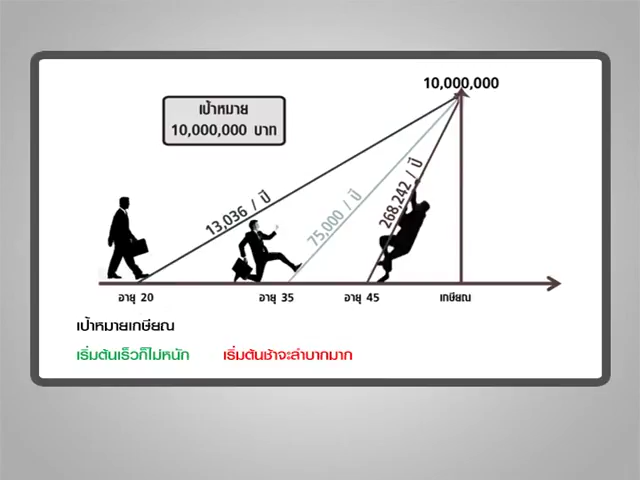 10,000,000
เป้าหมาย
10,000,000 บาท
13,036 / ปี
75,000 / ปี
268,242 / ปี
อายุ 20
อายุ 35
อายุ 45
เกษียณ
เป้าหมายเกษียณ
เริ่มต้นเร็วก็ไม่หนัก
เริ่มต้นช้าจะลำบากมาก